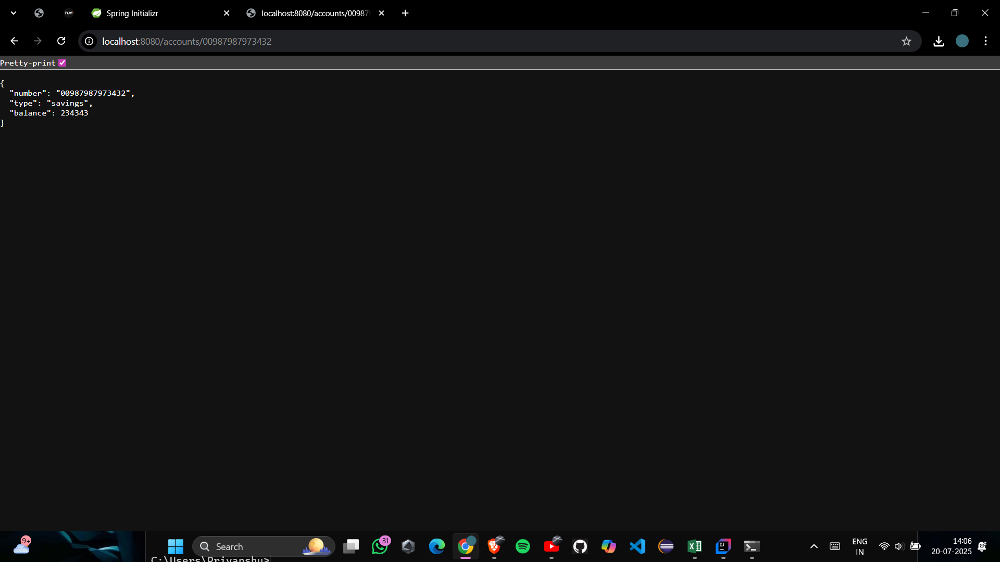 Spring Initializr
localhost:8080/accounts/00987
localhost:8080/accounts/00987987973432
Pretty-print
{
"number": "00987987973432",
"type": "savings",
"balance": 234343
}
9+
Search
31
ENG
IN
14:06
20-07-2025
C:\Users\Priyanshu>
TUF
IJ